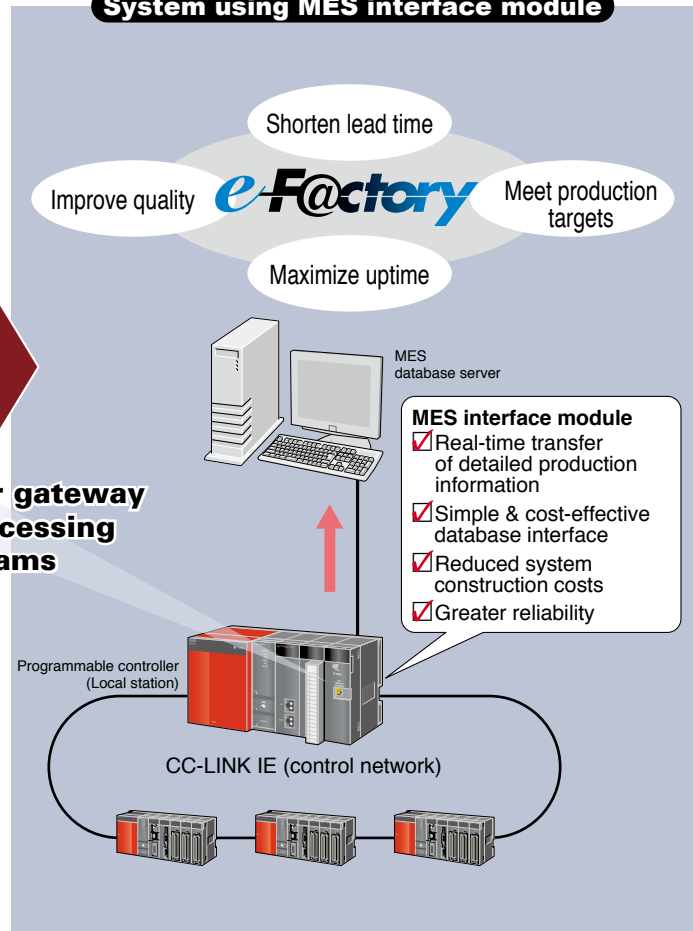 System using MES interface module
Shorten lead time
Improve quality
e-F@ctory
Meet production
targets
Maximize uptime
MES
database server
MES interface module
Real-time transfer
of detailed production
information
Simple & cost-effective
database interface
Reduced system
construction costs
Greater reliability
gateway
Programmable controller
(Local station)
CC-LINK IE (control network)